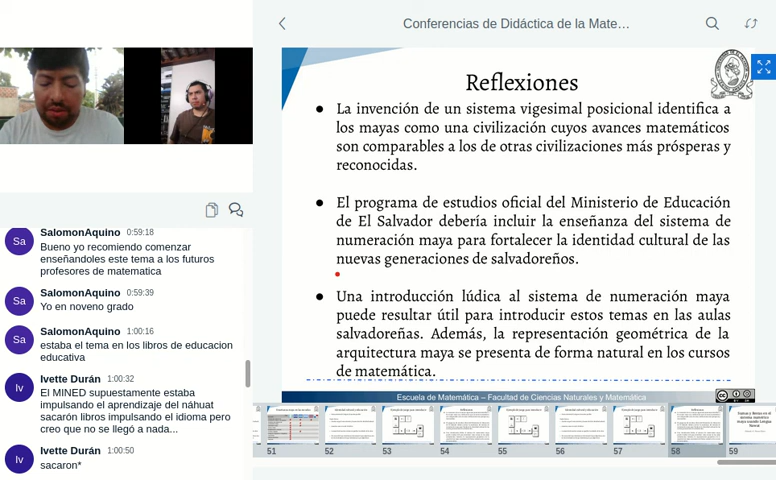 Conferencias de Didáctica de la Mate...
Reflexiones
● La invención de un sistema vigesimal posicional identifica a
los mayas como una civilización cuyos avances matemáticos
son comparables a los de otras civilizaciones más prósperas y
reconocidas.
● El programa de estudios oficial del Ministerio de Educación
de El Salvador debería incluir la enseñanza del sistema de
numeración maya para fortalecer la identidad cultural de las
nuevas generaciones de salvadoreños.
● Una introducción lúdica al sistema de numeración maya
puede resultar útil para introducir estos temas en las aulas
salvadoreñas. Además, la representación geométrica de la
arquitectura maya se presenta de forma natural en los cursos
de matemática.
Escuela de Matemática – Facultad de Ciencias Naturales y Matemática
51
52
53
54
55
56
57
58
59
Sa
SalomonAquino 0:59:18
Bueno yo recomiendo comenzar
enseñandoles este tema a los futuros
profesores de matematica
Sa
SalomonAquino 0:59:39
Yo en noveno grado
Sa
SalomonAquino 1:00:16
estaba el tema en los libros de educacion
educativa
Iv
Ivette Durán 1:00:32
El MINED supuestamente estaba
impulsando el aprendizaje del náhuat
sacarón libros impulsando el idioma pero
creo que no se llegó a nada...
Iv
Ivette Durán 1:00:50
sacaron*